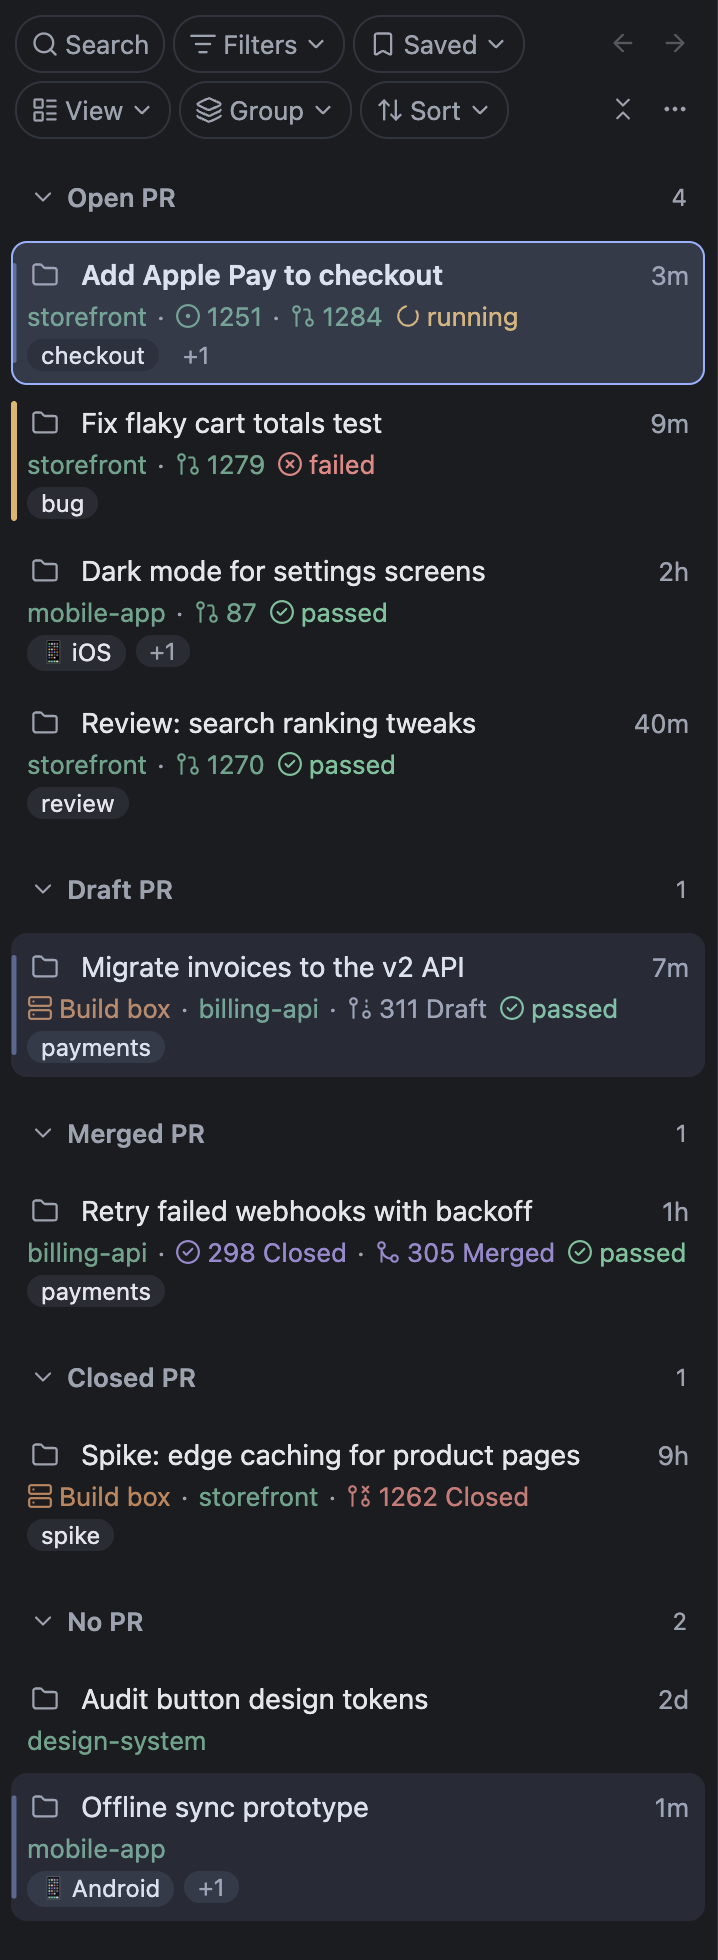 Search Filters Saved
View Group Sort
Open PR 4
Add Apple Pay to checkout 3m
storefront · 1251 · 1284 running
checkout +1
Fix flaky cart totals test 9m
storefront · 1279 failed
bug
Dark mode for settings screens 2h
mobile-app · 87 passed
iOS +1
Review: search ranking tweaks 40m
storefront · 1270 passed
review
Draft PR 1
Migrate invoices to the v2 API 7m
Build box · billing-api · 311 Draft passed
payments
Merged PR 1
Retry failed webhooks with backoff 1h
billing-api · 298 Closed · 305 Merged passed
payments
Closed PR 1
Spike: edge caching for product pages 9h
Build box · storefront · 1262 Closed
spike
No PR 2
Audit button design tokens 2d
design-system
Offline sync prototype 1m
mobile-app
Android +1